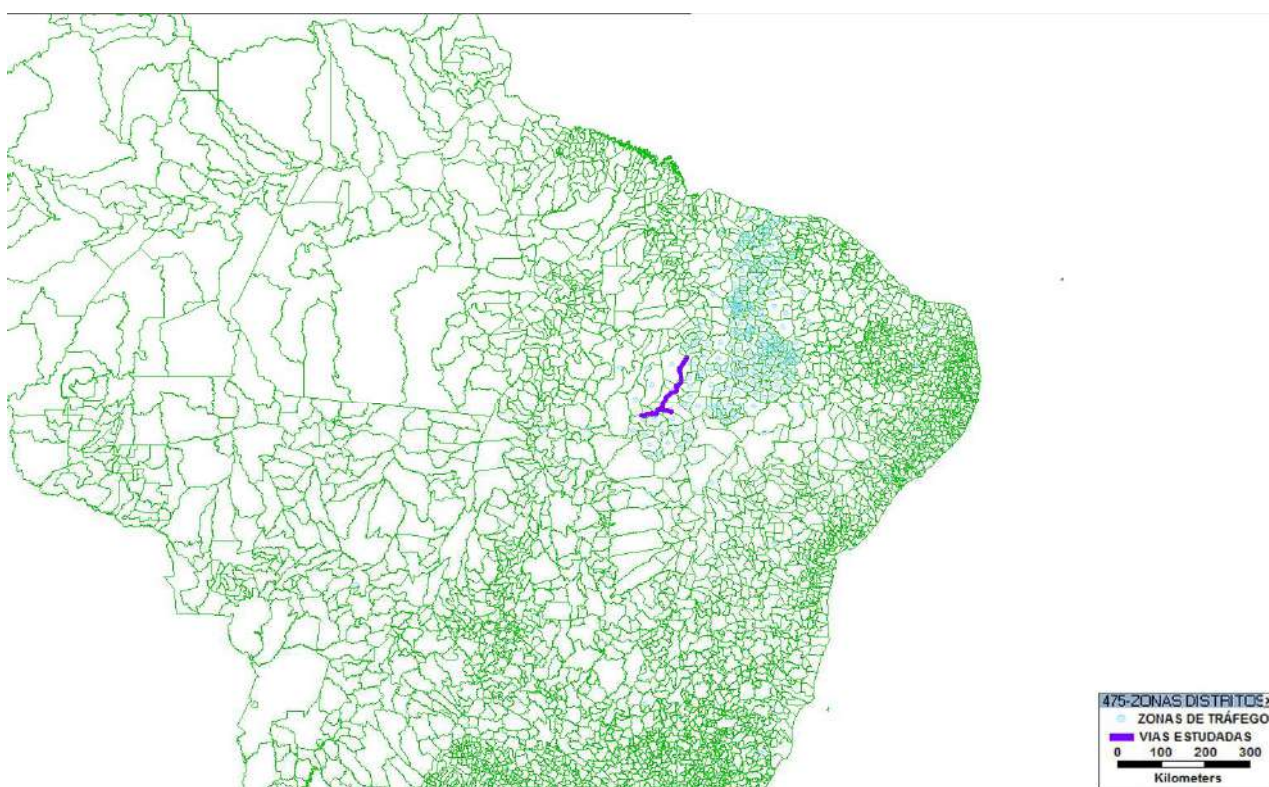 475-ZONAS DISTRITOS
ZONAS DE TRÁFEGO
VIAS ESTUDADAS
0 100 200 300
Kilometers